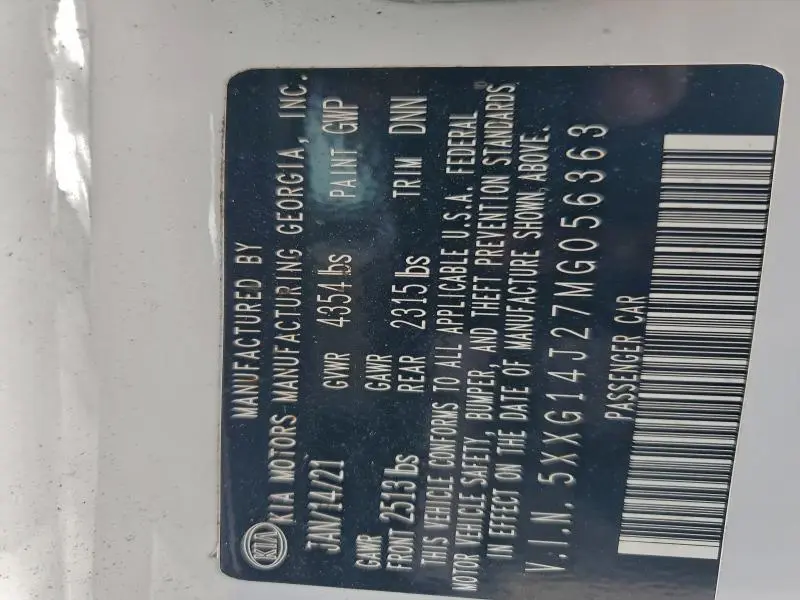 MANUFACTURED BY
KIA KIA MOTORS MANUFACTURING GEORGIA, INC.
JAN/14/21 GVWR 4354 lbs PAINT GWP
GAWR FRONT 2513 lbs GAWR REAR 2315 lbs TRIM DNN
THIS VEHICLE CONFORMS TO ALL APPLICABLE U.S.A. FEDERAL
MOTOR VEHICLE SAFETY, BUMPER, AND THEFT PREVENTION STANDARDS
IN EFFECT ON THE DATE OF MANUFACTURE SHOWN ABOVE.
V.I.N. 5XXG14J27MG056363
PASSENGER CAR